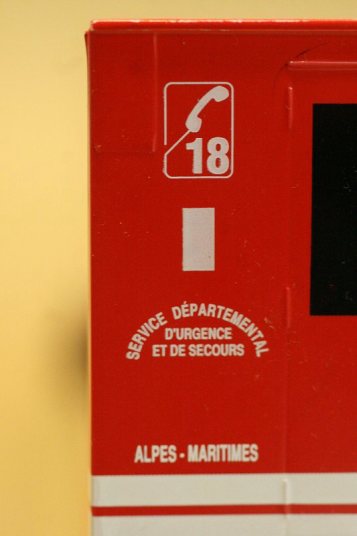 18
SERVICE DÉPARTEMENTAL
D'URGENCE
ET DE SECOURS
ALPES - MARITIMES